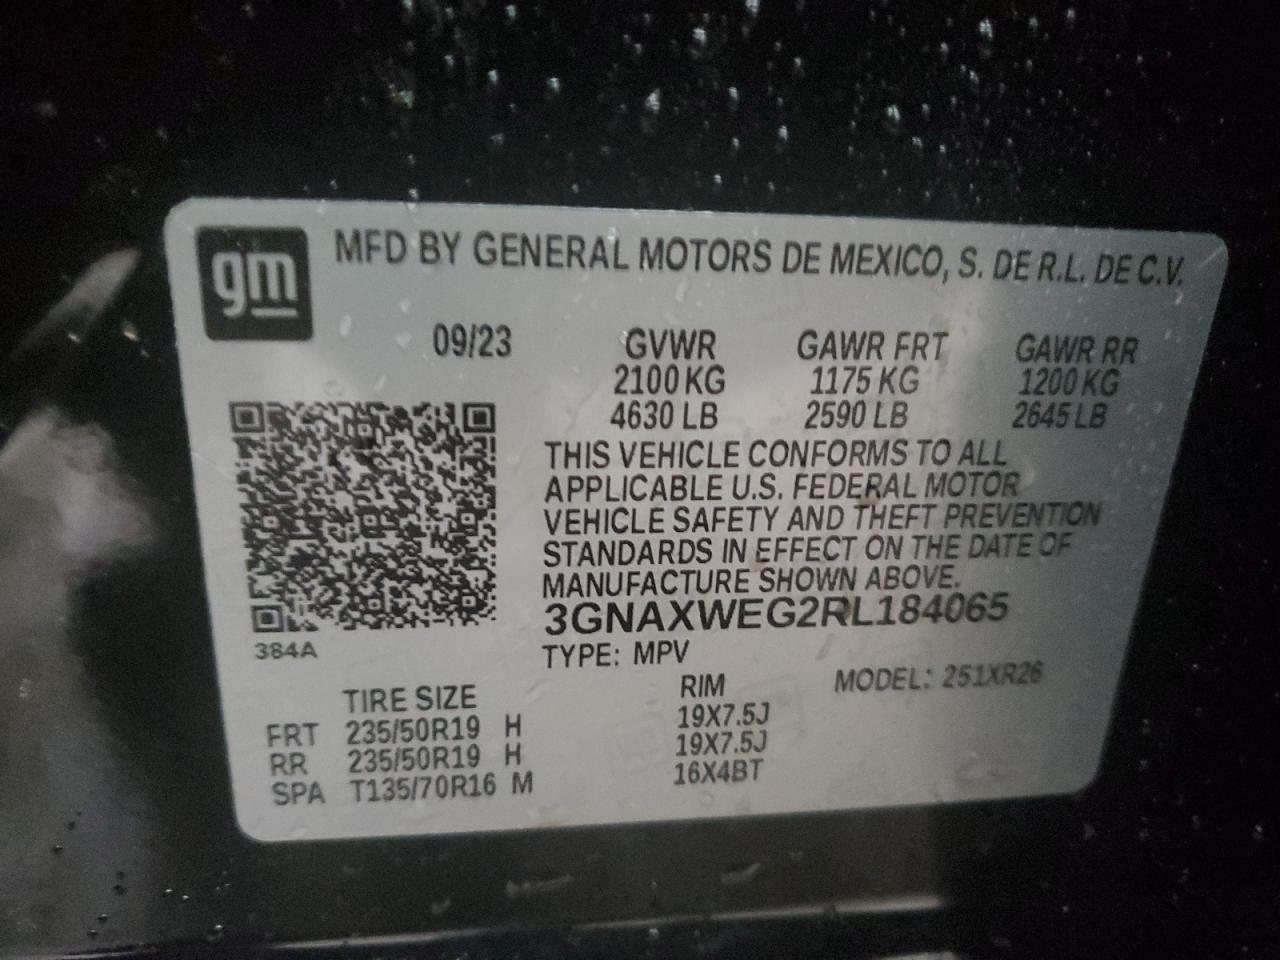 gm
MFD BY GENERAL MOTORS DE MEXICO, S. DE R.L. DE C.V.
09/23 GVWR GAWR FRT GAWR RR
2100 KG 1175 KG 1200 KG
4630 LB 2590 LB 2645 LB
THIS VEHICLE CONFORMS TO ALL
APPLICABLE U.S. FEDERAL MOTOR
VEHICLE SAFETY AND THEFT PREVENTION
STANDARDS IN EFFECT ON THE DATE OF
MANUFACTURE SHOWN ABOVE.
3GNAXWEG2RL184065
384A
TYPE: MPV
MODEL: 251XR26
TIRE SIZE RIM
FRT 235/50R19 H 19X7.5J
RR 235/50R19 H 19X7.5J
SPA T135/70R16 M 16X4BT